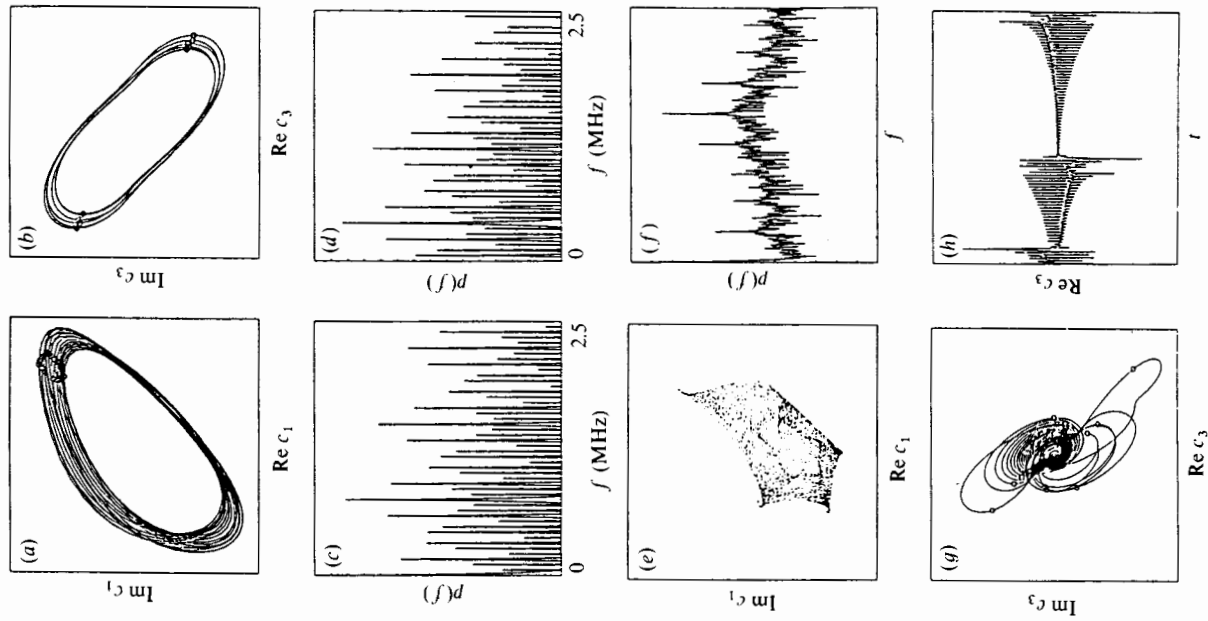 (a)
Im c₁
Re c₁
(b)
Im c₃
Re c₃
(c)
p(f)
0
2.5
f (MHz)
(d)
p(f)
0
2.5
f (MHz)
(e)
Im c₁
Re c₁
(f)
p(f)
f
(g)
Im c₃
Re c₃
(h)
Re c₃
t